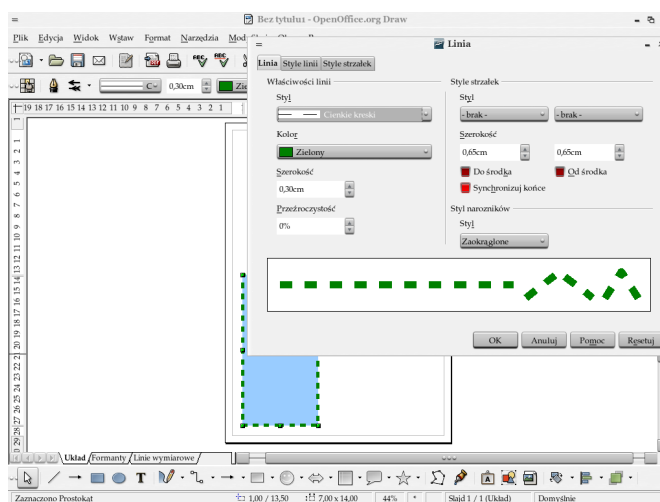 Bez tytułu1 - OpenOffice.org Draw
Plik Edycja Widok Wstaw Format Narzędzia
Linia
Linia Style linii Style strzałek
C 0,30cm
19 18 17 16 15 14 13 12 11 10 9 8 7 6 5 4 3 2 1
Właściwości linii
Styl
Cienkie kreski
Kolor
Zielony
Szerokość
0,30cm
Przeźroczystość
0%
Style strzałek
Styl
- brak - - brak -
Szerokość
0,65cm 0,65cm
Do środka Od środka
Synchronizuj końce
Styl narożników
Styl
Zaokrąglone
OK Anuluj Pomoc Resetuj
Układ Formanty Linie wymiarowe
Zaznaczono Prostokąt 1,00 / 13,50 7,00 x 14,00 44% * Slajd 1 / 1 (Układ) Domyślnie